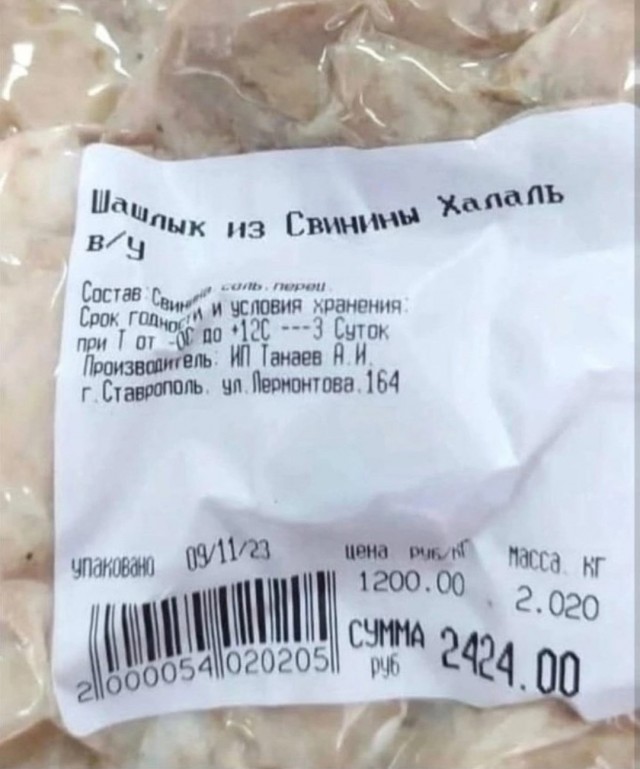 Шашлык из Свинины Халаль
в/у
Состав: Свинина, соль, перец.
Срок годности и условия хранения:
при Т от -0С до +12С ---3 Суток
Производитель: ИП Танаев А.И.
г.Ставрополь, ул.Лермонтова,164
упаковано 09/11/23
цена руб/кг
масса кг
1200.00
2.020
СУММА 2424.00
руб
2000054020205